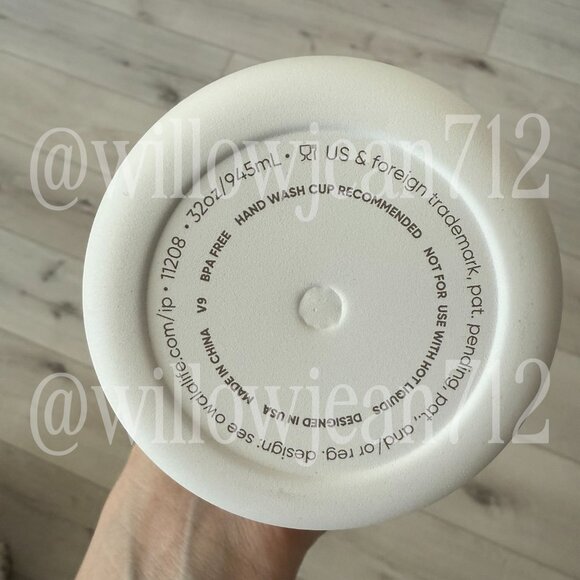 @willowjean712
32oz/945mL • US & foreign trademark, pat. pending, pat., and/or reg. design: see owalalife.com/ip • 11208 •
HAND WASH CUP RECOMMENDED NOT FOR USE WITH HOT LIQUIDS DESIGNED IN USA MADE IN CHINA V9 BPA FREE
@willowjean712